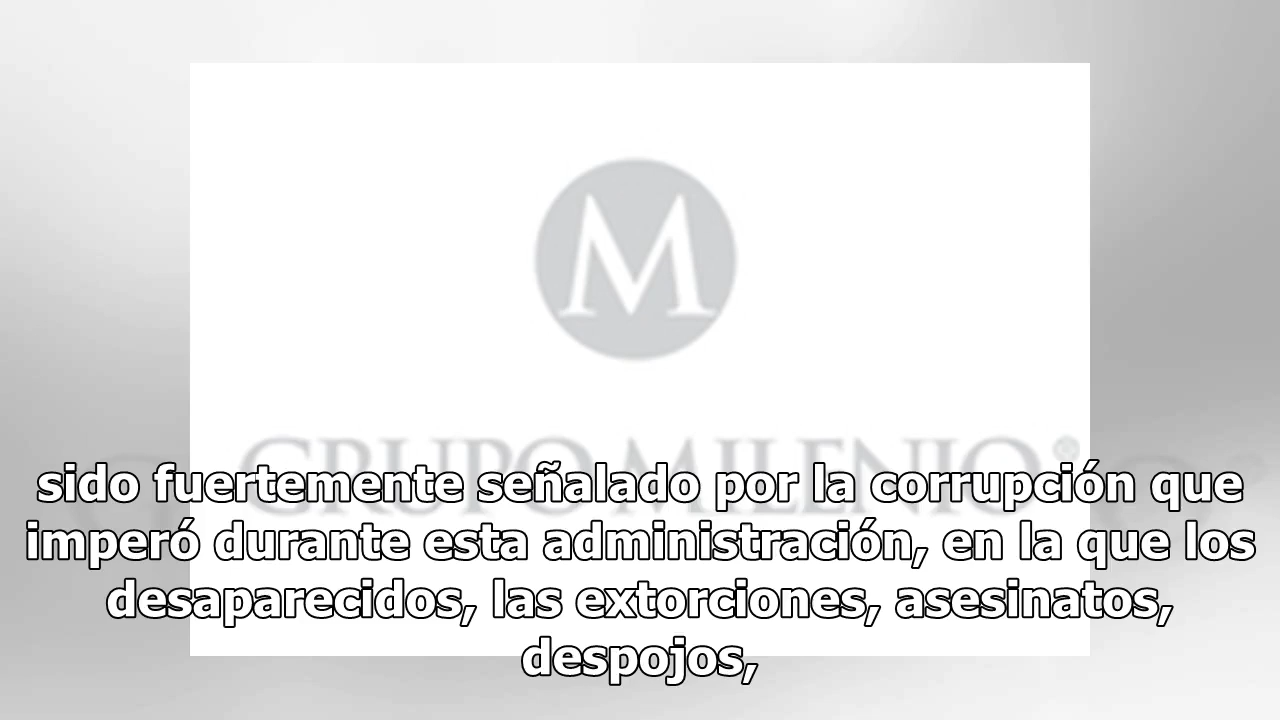 M
GRUPO MILENIO®
sido fuertemente señalado por la corrupción que
imperó durante esta administración, en la que los
desaparecidos, las extorciones, asesinatos,
despojos,